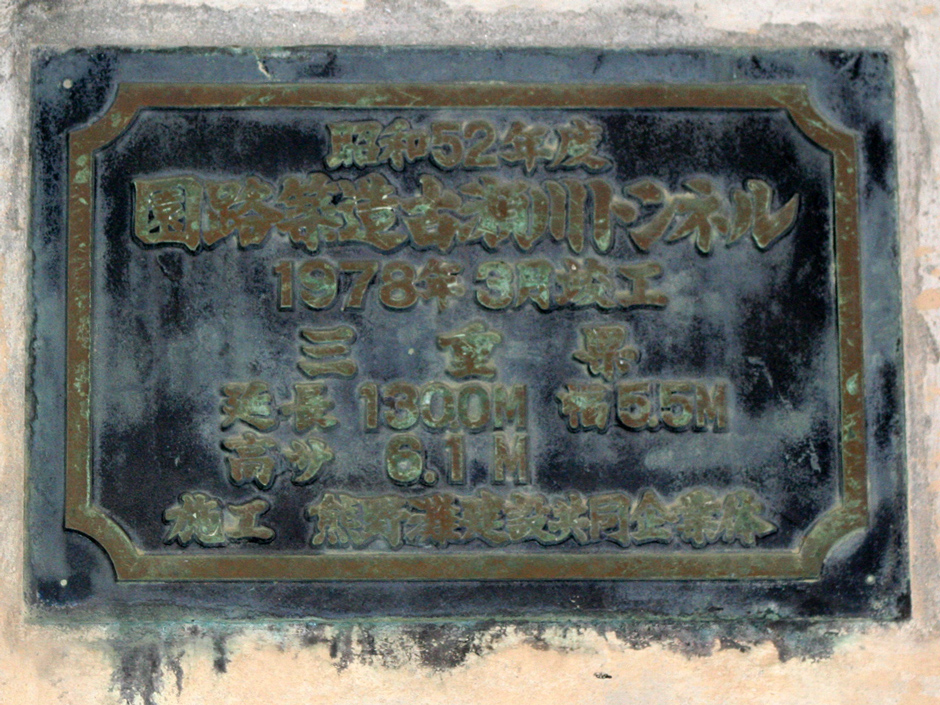 昭和52年度
園路築造古瀬川トンネル
1978年3月竣工
三重県
延長 1300M 幅5.5M
高サ 6.1M
施工 熊野灘建設共同企業体